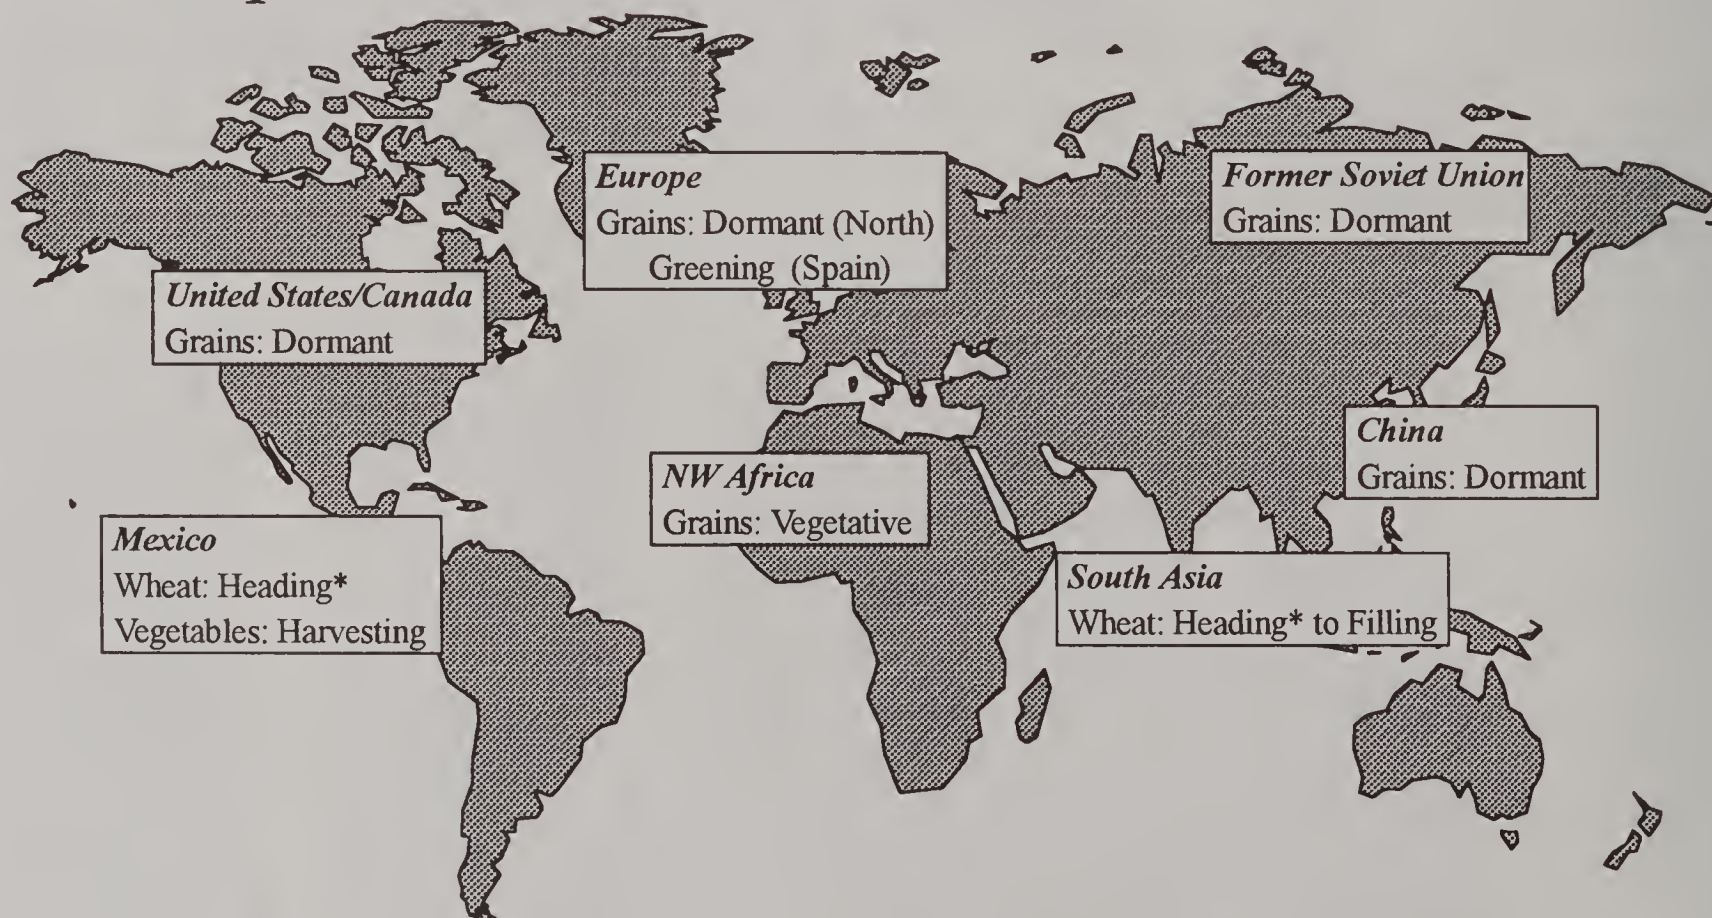 Europe
Grains: Dormant (North)
Greening (Spain)
Former Soviet Union
Grains: Dormant
United States/Canada
Grains: Dormant
China
Grains: Dormant
NW Africa
Grains: Vegetative
Mexico
Wheat: Heading*
Vegetables: Harvesting
South Asia
Wheat: Heading* to Filling